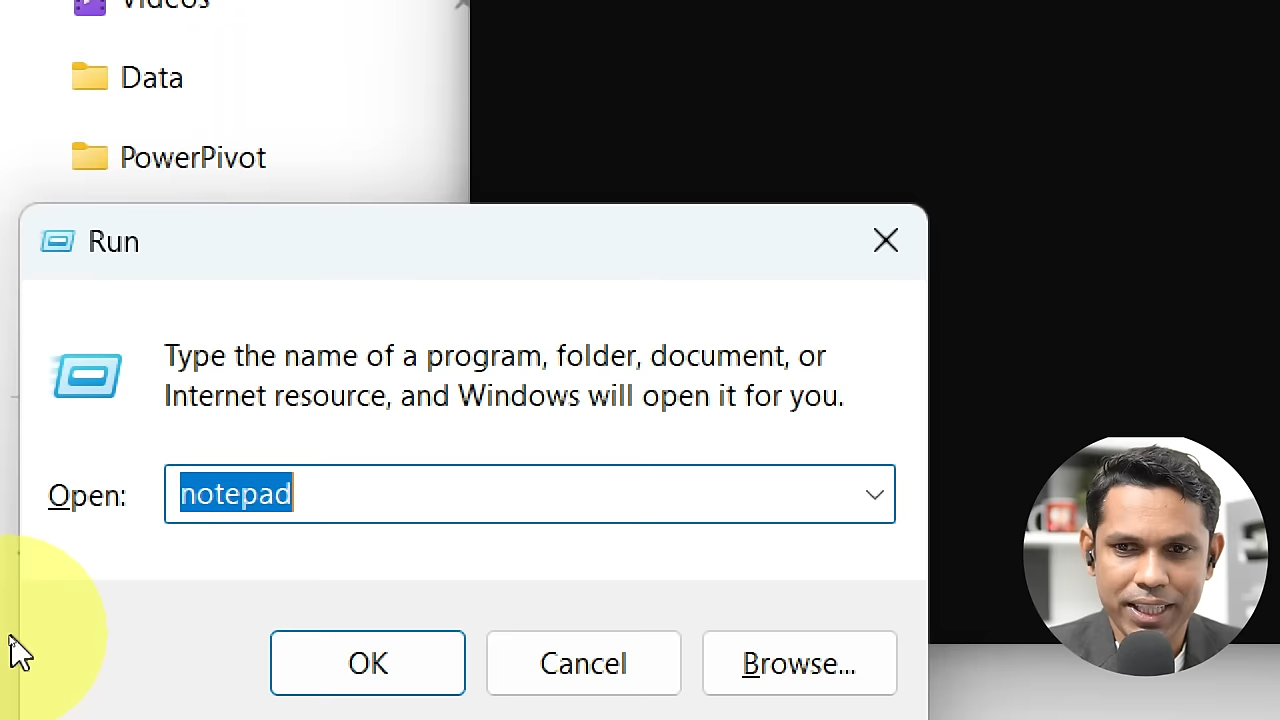 Videos
Data
PowerPivot
Run
Type the name of a program, folder, document, or
Internet resource, and Windows will open it for you.
Open: notepad
OK Cancel Browse...